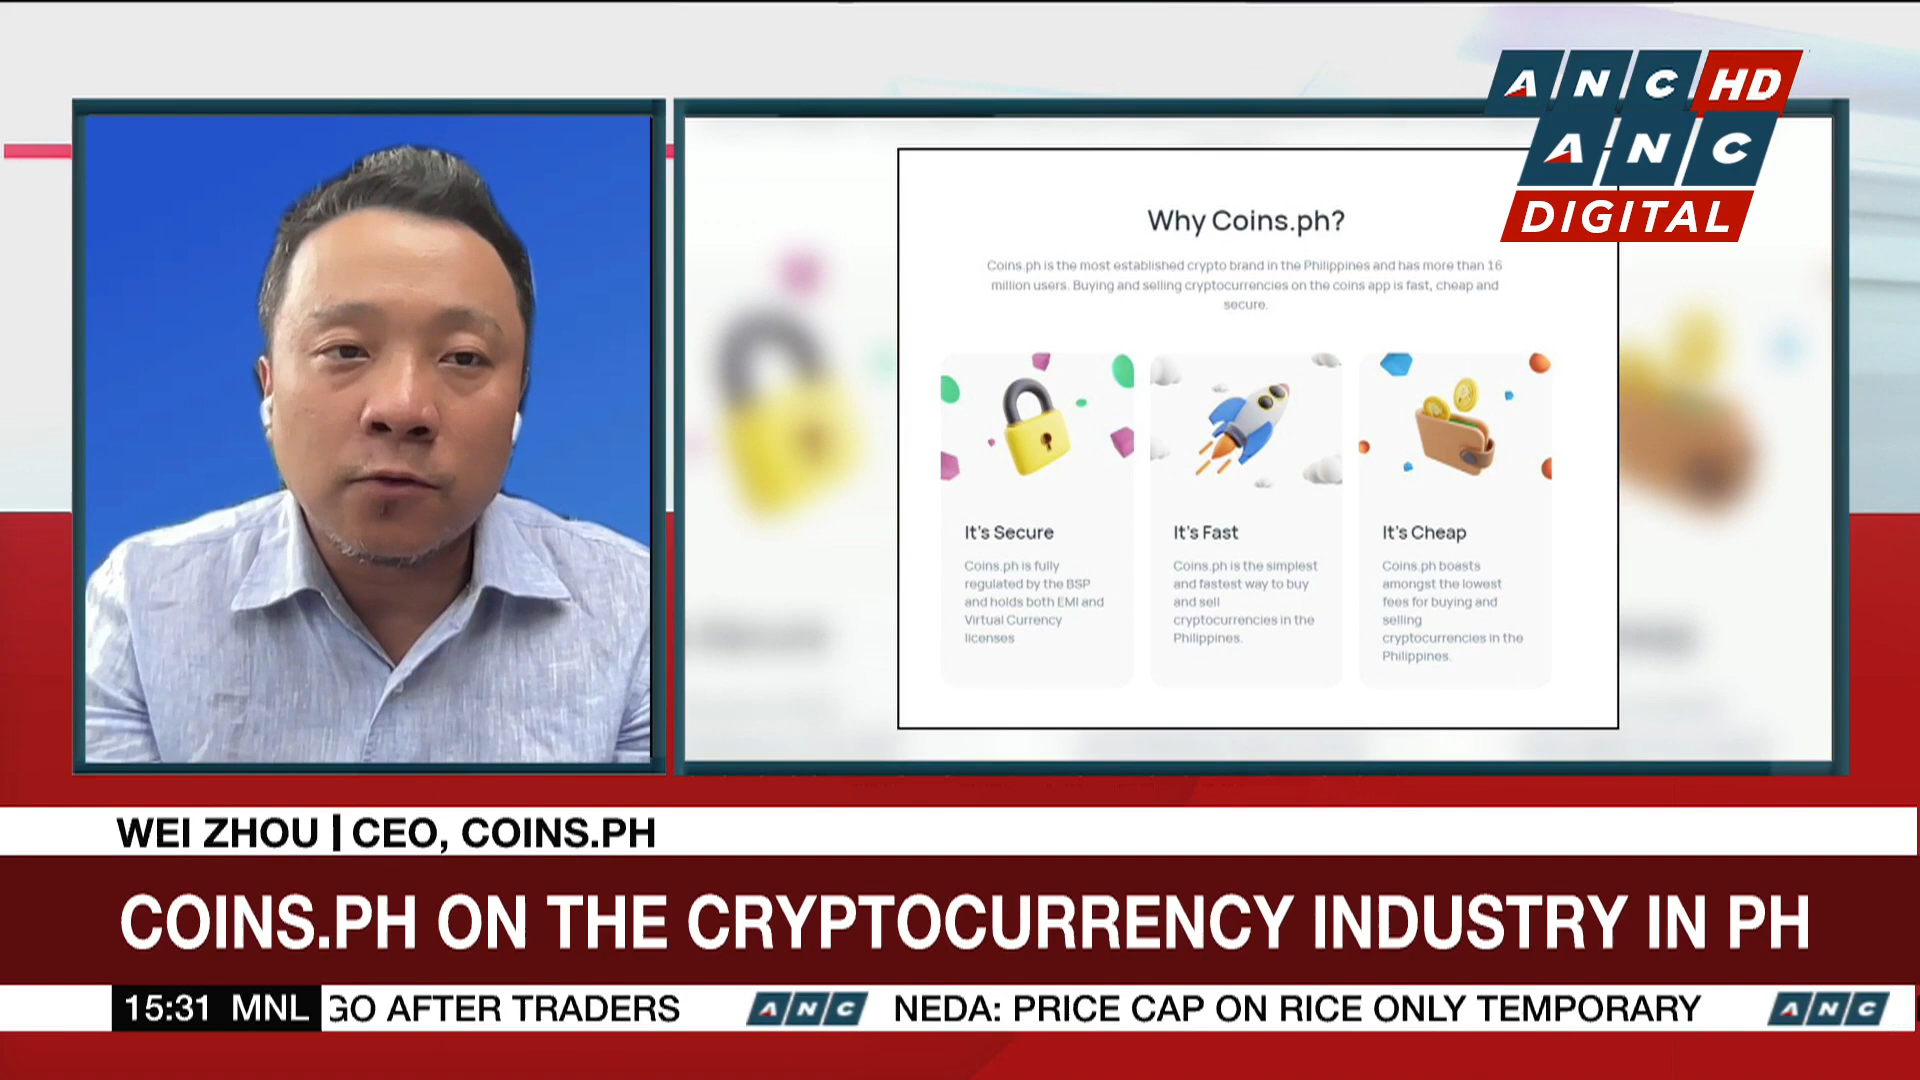 ANC HD
ANC
DIGITAL
Why Coins.ph?
Coins.ph is the most established crypto brand in the Philippines and has more than 16
million users. Buying and selling cryptocurrencies on the coins app is fast, cheap and
secure.
It's Secure
Coins.ph is fully
regulated by the BSP
and holds both EMI and
Virtual Currency
licenses
It's Fast
Coins.ph is the simplest
and fastest way to buy
and sell
cryptocurrencies in the
Philippines.
It's Cheap
Coins.ph boasts
amongst the lowest
fees for buying and
selling
cryptocurrencies in the
Philippines.
WEI ZHOU | CEO, COINS.PH
COINS.PH ON THE CRYPTOCURRENCY INDUSTRY IN PH
15:31 MNL GO AFTER TRADERS ANC NEDA: PRICE CAP ON RICE ONLY TEMPORARY ANC